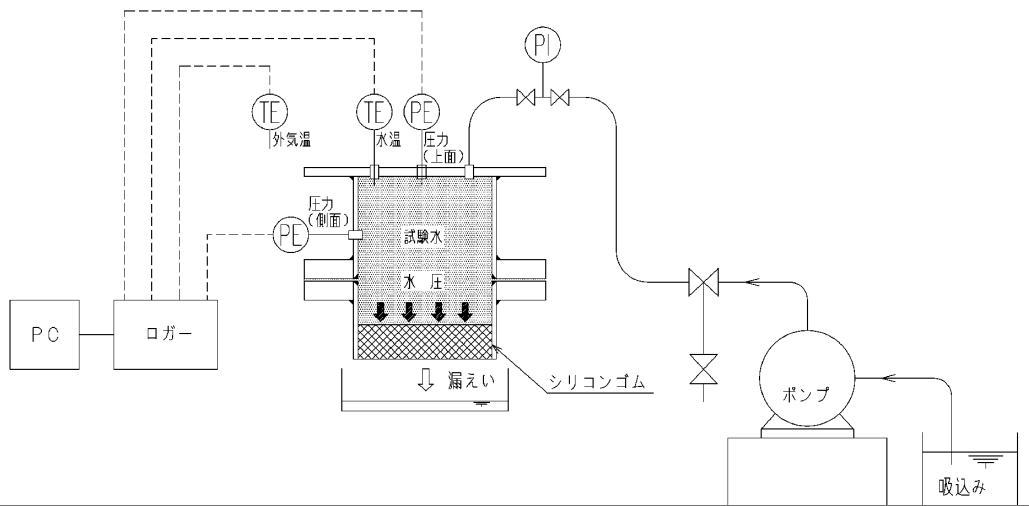 PI
TE
TE
PE
外気温
水温
圧力
(上面)
圧力
(側面)
PE
試験水
水 圧
PC
ロガー
漏えい
シリコンゴム
ポンプ
吸込み